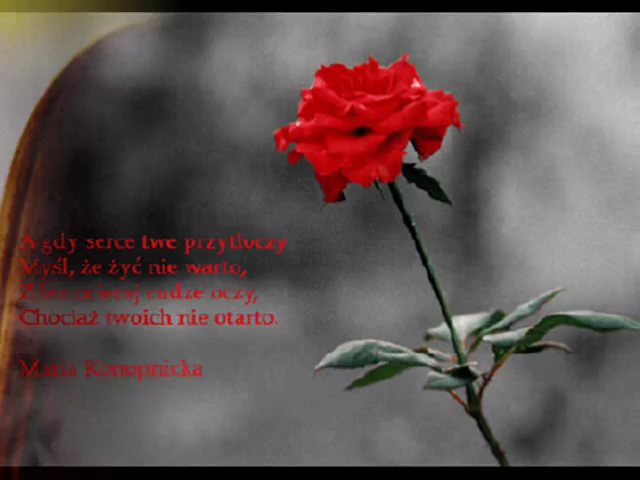 A gdy serce twe przytłoczy
Myśl, że żyć nie warto,
Z łez ocieraj cudze oczy,
Chociaż twoich nie otarto.
Maria Konopnicka